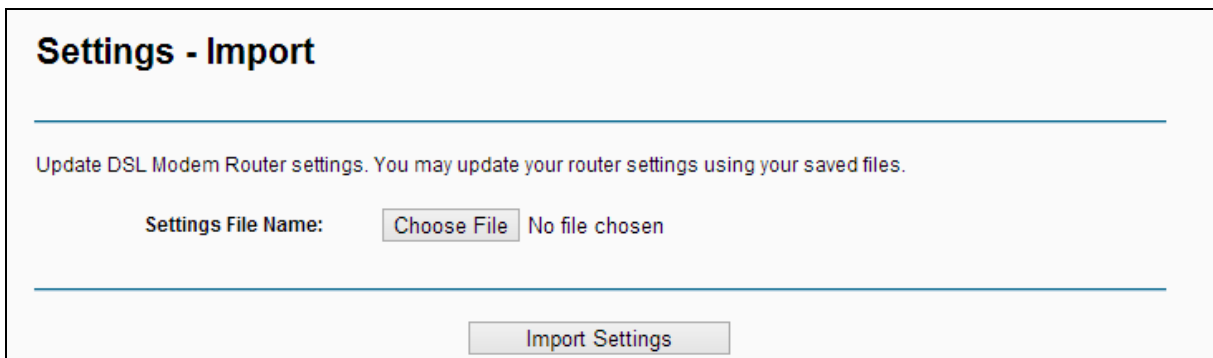 Settings - Import
Update DSL Modem Router settings. You may update your router settings using your saved files.
Settings File Name: Choose File No file chosen
Import Settings